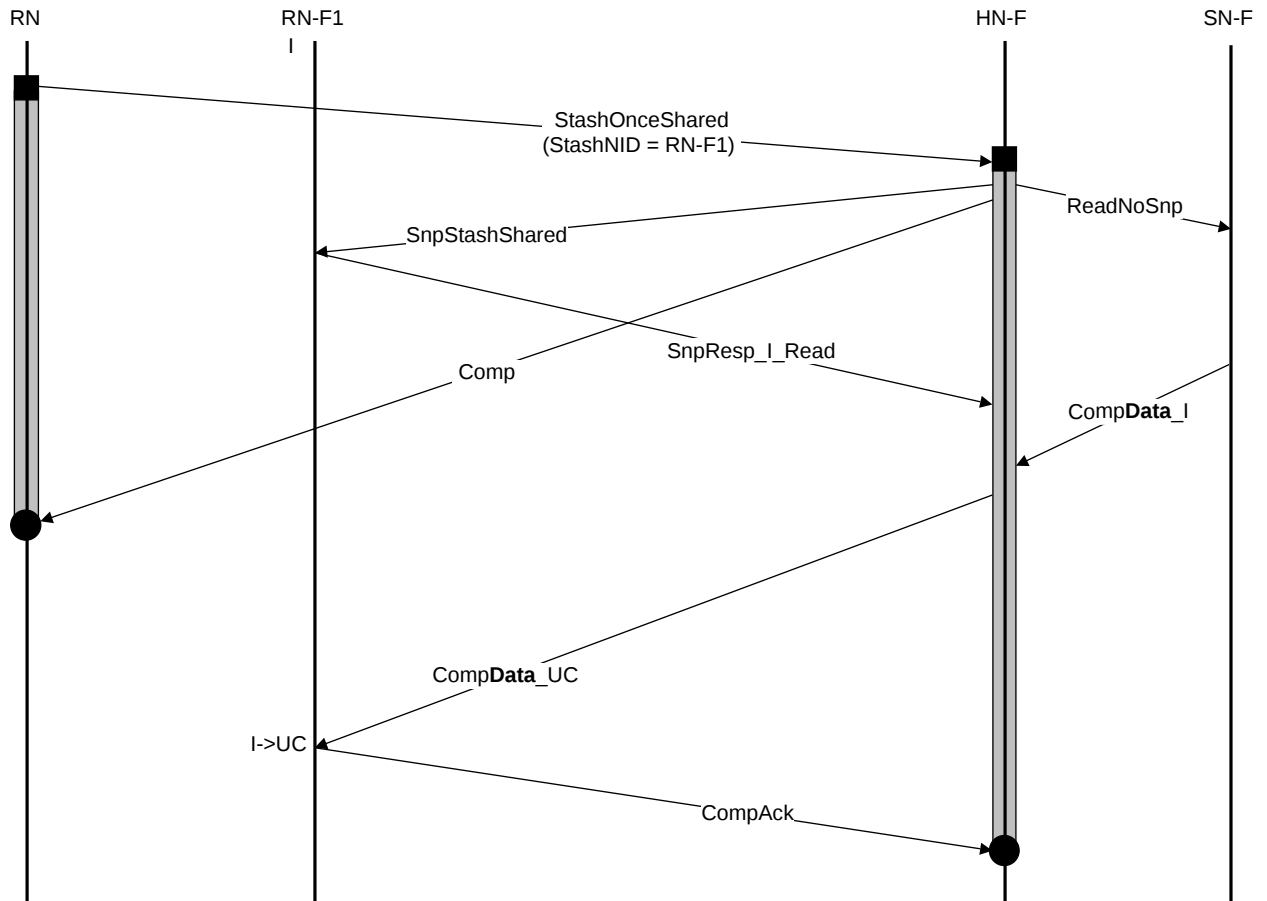 RN
RN-F1
HN-F
SN-F
I
StashOnceShared
(StashNID = RN-F1)
ReadNoSnp
SnpStashShared
SnpResp_I_Read
Comp
CompData_I
CompData_UC
I->UC
CompAck